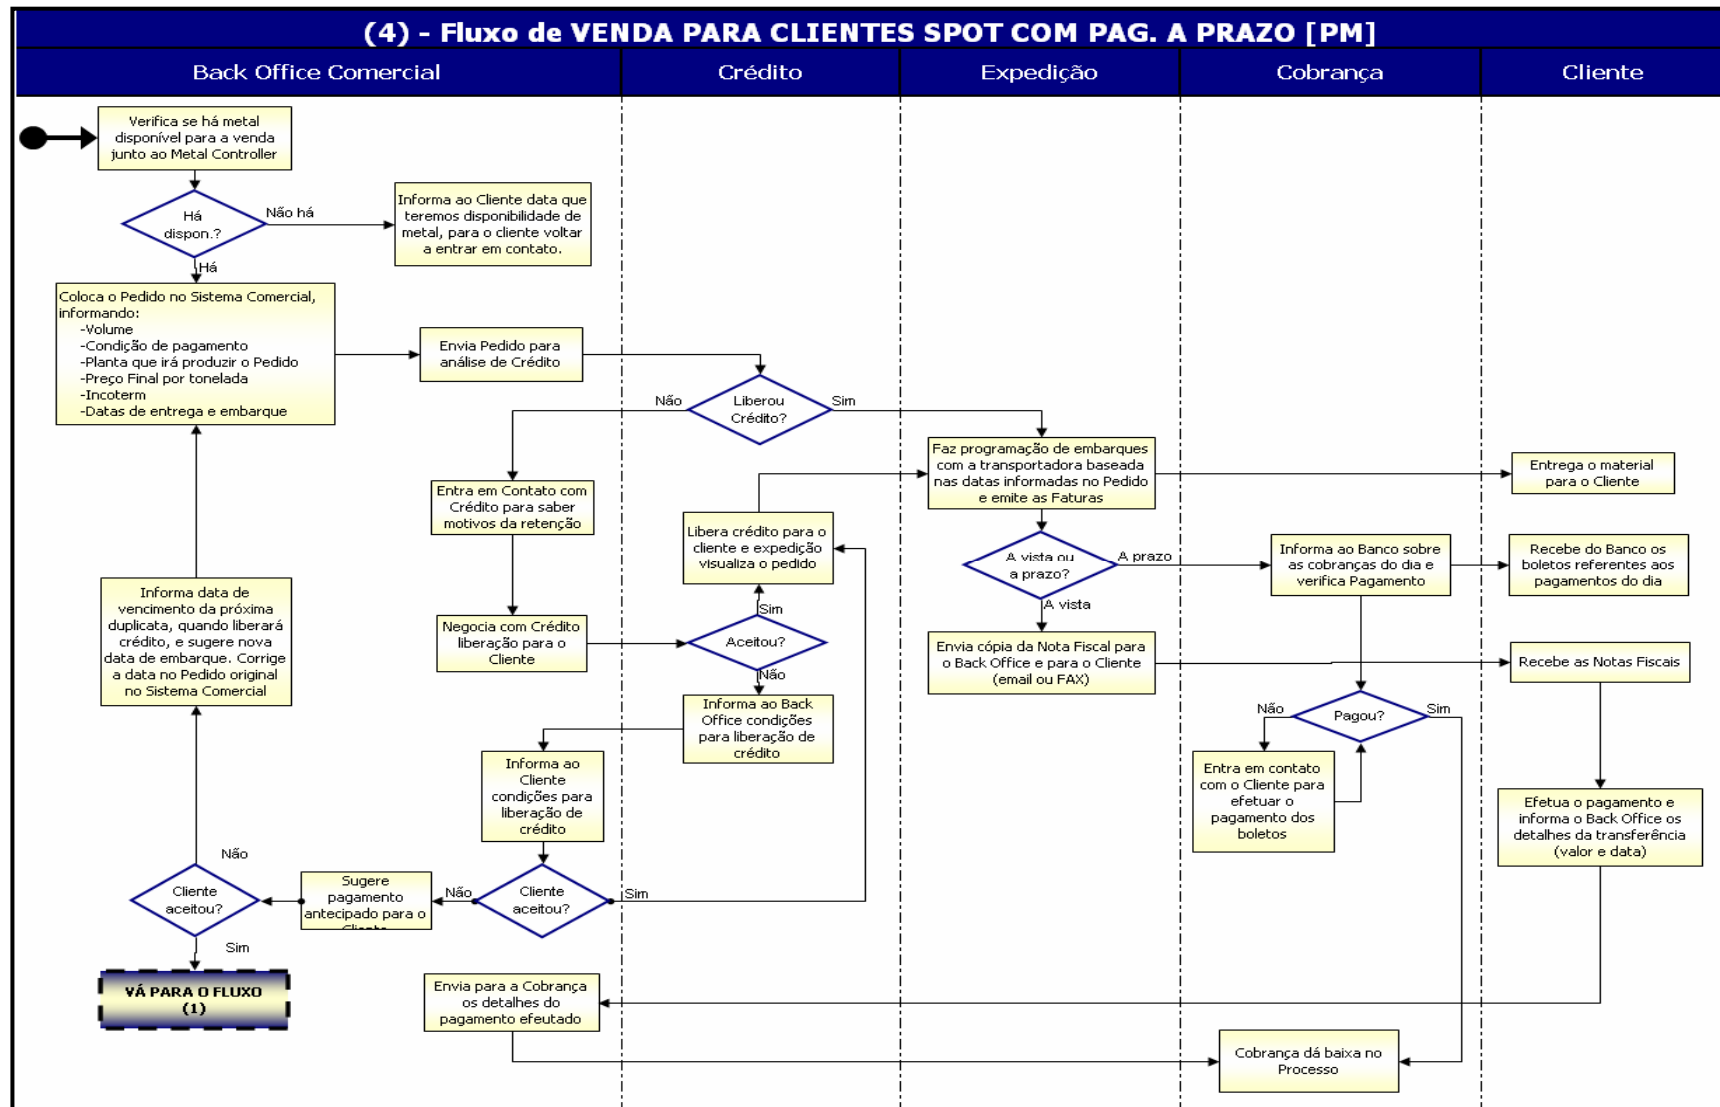 (4) - Fluxo de VENDA PARA CLIENTES SPOT COM PAG. A PRAZO [PM]
Back Office Comercial
Crédito
Expedição
Cobrança
Cliente
Verifica se há metal
disponível para a venda
junto ao Metal Controller
Há
dispon.?
Não há
Informa ao Cliente data que
teremos disponibilidade de
metal, para o cliente voltar
a entrar em contato.
Há
Coloca o Pedido no Sistema Comercial,
informando:
-Volume
-Condição de pagamento
-Planta que irá produzir o Pedido
-Preço Final por tonelada
-Incoterm
-Datas de entrega e embarque
Envia Pedido para
análise de Crédito
Liberou
Crédito?
Não
Sim
Entra em Contato com
Crédito para saber
motivos da retenção
Faz programação de embarques
com a transportadora baseada
nas datas informadas no Pedido
e emite as Faturas
Entrega o material
para o Cliente
Libera crédito para o
cliente e expedição
visualiza o pedido
A vista ou
a prazo?
A prazo
Informa ao Banco sobre
as cobranças do dia e
verifica Pagamento
Recebe do Banco os
boletos referentes aos
pagamentos do dia
Informa data de
vencimento da próxima
duplicata, quando liberará
crédito, e sugere nova
data de embarque. Corrige
a data no Pedido original
no Sistema Comercial
Negocia com Crédito
liberação para o
Cliente
Sim
Aceitou?
Não
A vista
Envia cópia da Nota Fiscal para
o Back Office e para o Cliente
(email ou FAX)
Recebe as Notas Fiscais
Informa ao Back
Office condições
para liberação de
crédito
Não
Pagou?
Sim
Informa ao
Cliente
condições para
liberação de
crédito
Entra em contato
com o Cliente para
efetuar o
pagamento dos
boletos
Efetua o pagamento e
informa o Back Office os
detalhes da transferência
(valor e data)
Não
Cliente
aceitou?
Sugere
pagamento
antecipado para o
Cliente
Não
Cliente
aceitou?
Sim
Sim
VÁ PARA O FLUXO
(1)
Envia para a Cobrança
os detalhes do
pagamento efeutado
Cobrança dá baixa no
Processo